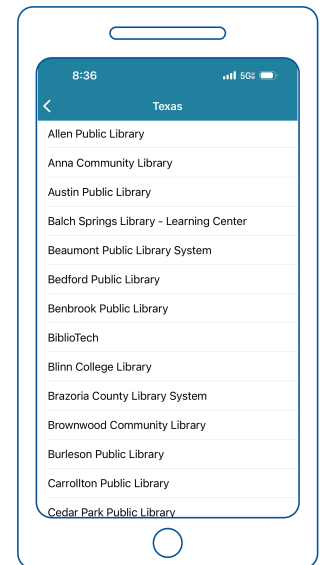 8:36
5G
Texas
Allen Public Library
Anna Community Library
Austin Public Library
Balch Springs Library - Learning Center
Beaumont Public Library System
Bedford Public Library
Benbrook Public Library
BiblioTech
Blinn College Library
Brazoria County Library System
Brownwood Community Library
Burleson Public Library
Carrollton Public Library
Cedar Park Public Library